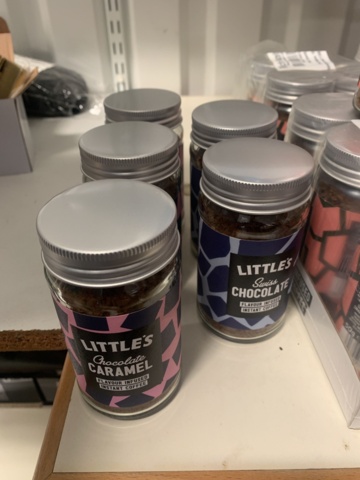 LITTLE'S
Chocolate
CARAMEL
FLAVOUR INFUSED
INSTANT COFFEE
LITTLE'S
Swiss
CHOCOLATE
FLAVOUR INFUSED
INSTANT COFFEE